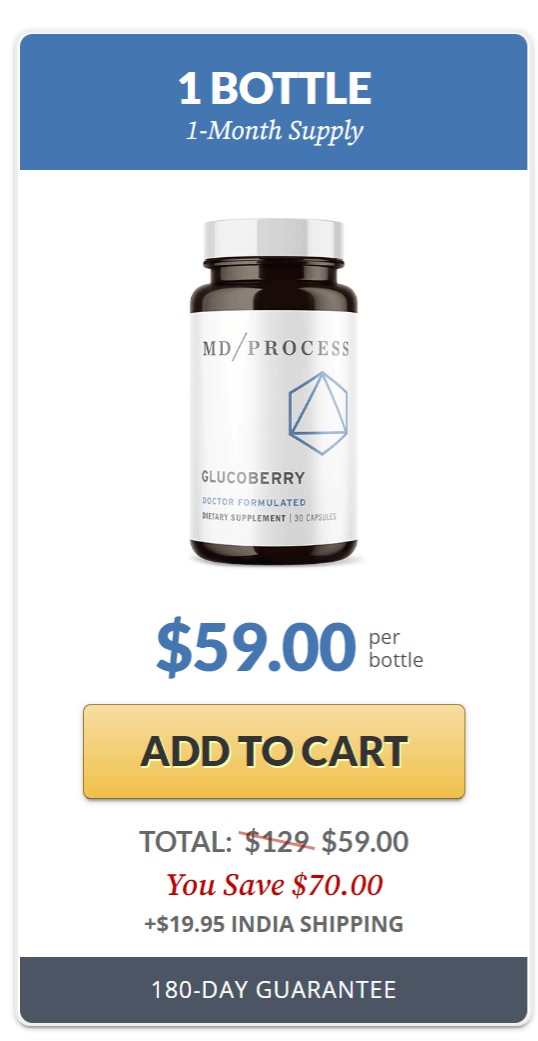 1 BOTTLE
1-Month Supply
MD/PROCESS
GLUCOBERRY
DOCTOR FORMULATED
DIETARY SUPPLEMENT | 30 CAPSULES
$59.00 per
bottle
ADD TO CART
TOTAL: $129 $59.00
You Save $70.00
+$19.95 INDIA SHIPPING
180-DAY GUARANTEE